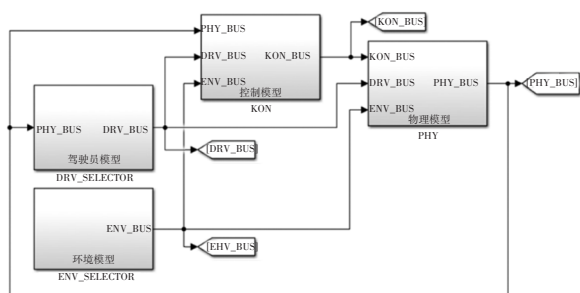 [KON_BUS]
PHY_BUS
DRV_BUS
KON_BUS
ENV_BUS
控制模型
KON
KON_BUS
DRV_BUS
PHY_BUS
ENV_BUS
物理模型
PHY
[PHY_BUS]
PHY_BUS
DRV_BUS
驾驶员模型
DRV_SELECTOR
[DRV_BUS]
ENV_BUS
环境模型
ENV_SELECTOR
[EHV_BUS]